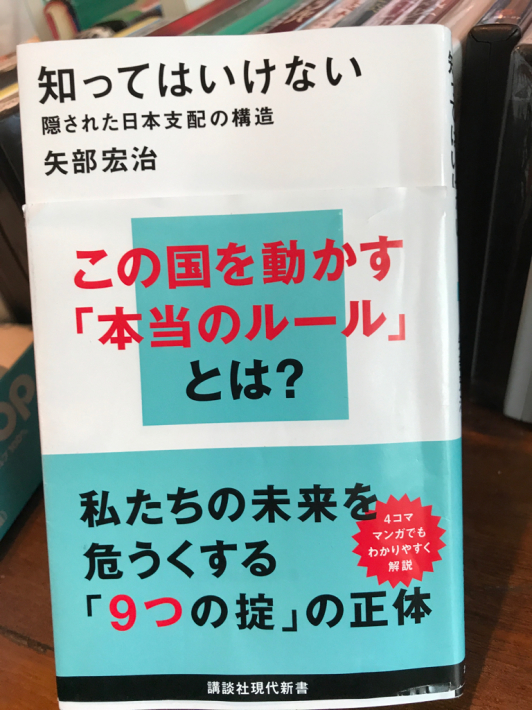 知ってはいけない
隠された日本支配の構造
矢部宏治
この国を動かす
「本当のルール」
とは?
私たちの未来を
危うくする
「9つの掟」の正体
4コマ
マンガでも
わかりやすく
解説
講談社現代新書